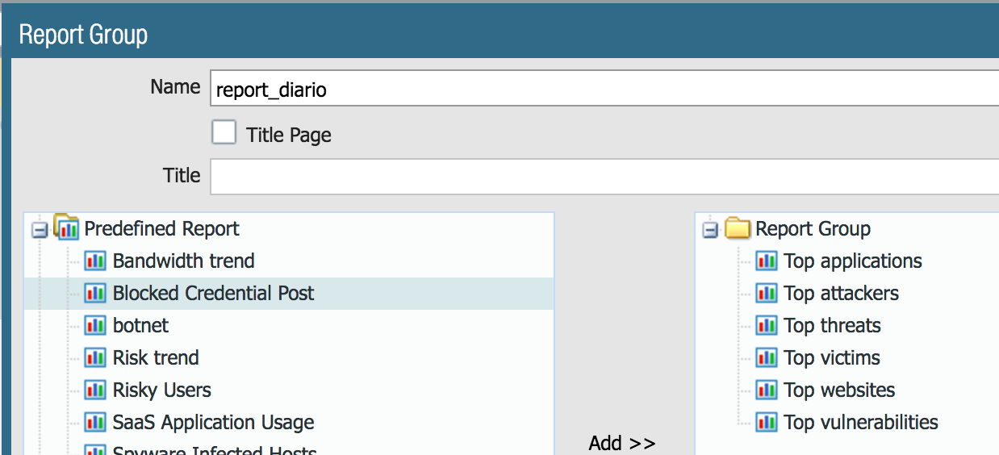 Report Group
Name report_diario
Title Page
Title
Predefined Report
Bandwidth trend
Blocked Credential Post
botnet
Risk trend
Risky Users
SaaS Application Usage
Spyware Infected Hosts
Add >>
Report Group
Top applications
Top attackers
Top threats
Top victims
Top websites
Top vulnerabilities